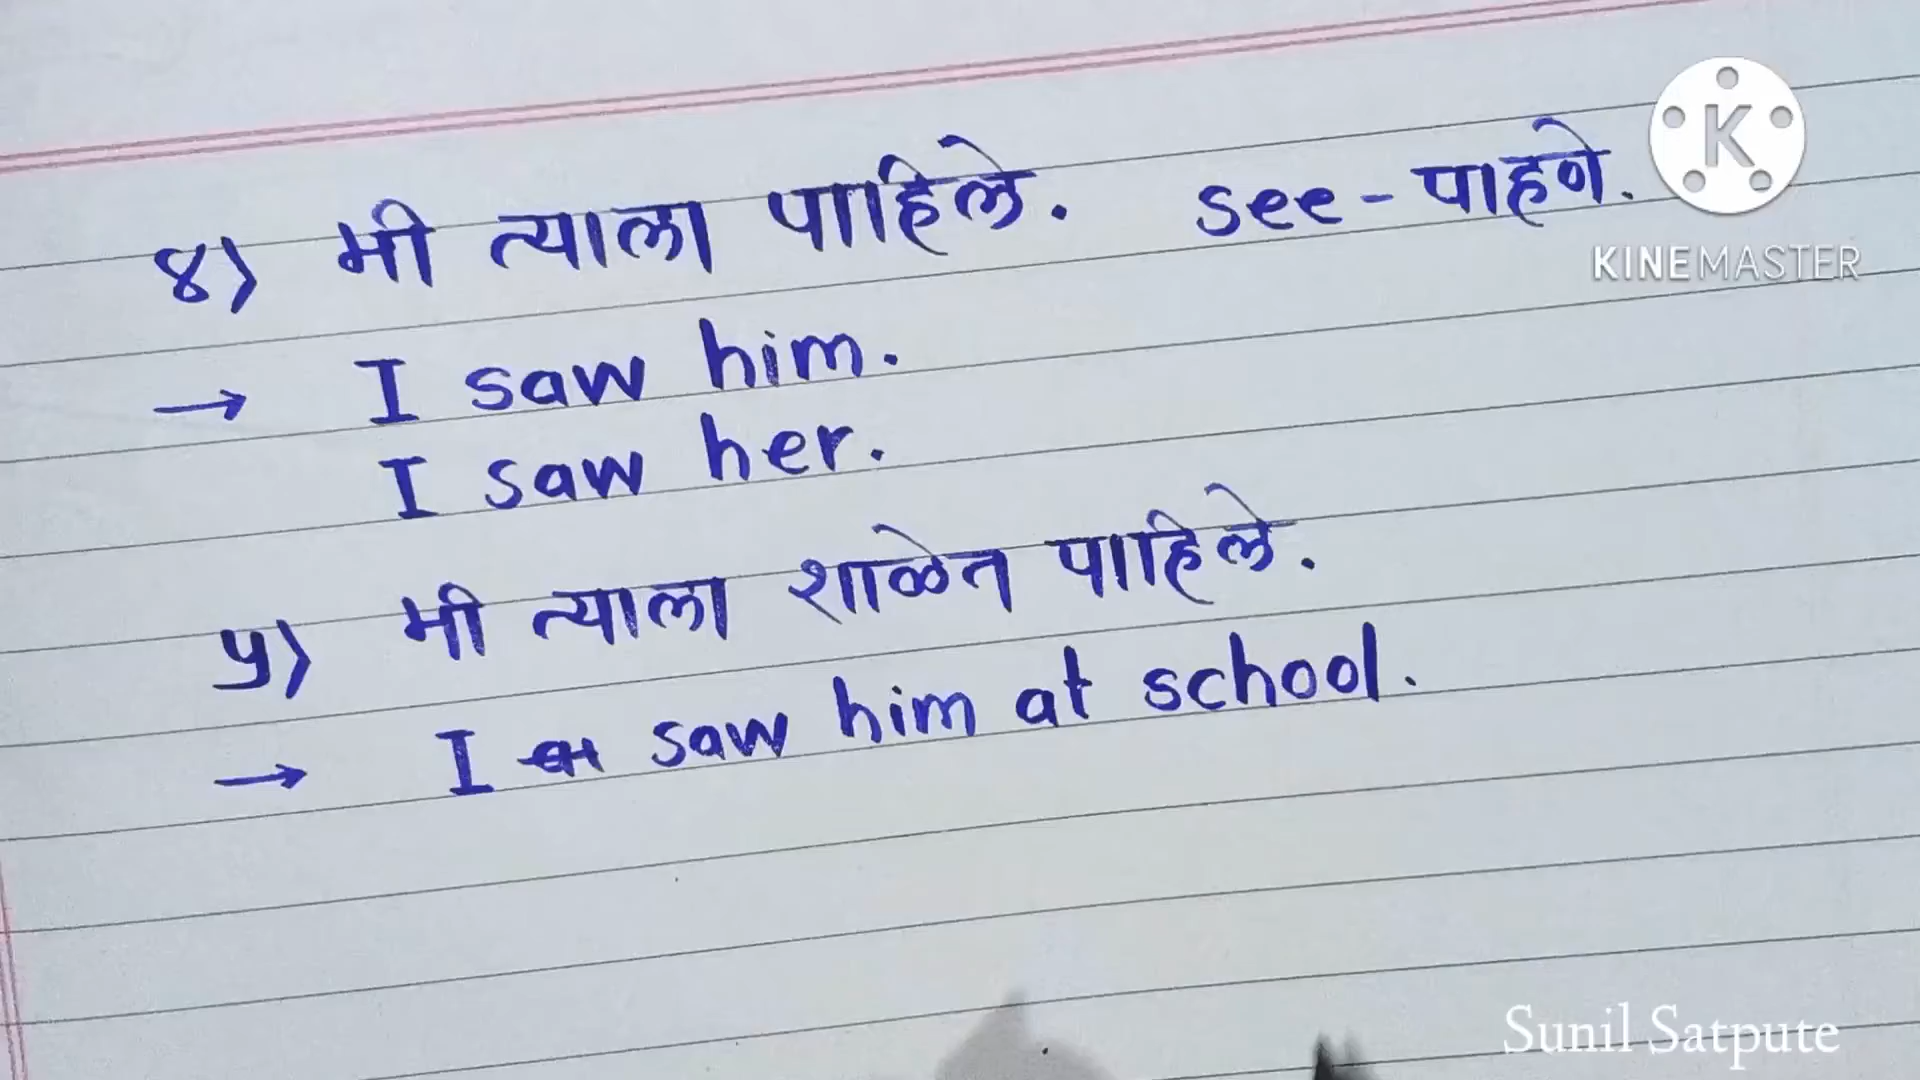 ४) मी त्याला पाहिले. see - पाहणे.
→ I saw him.
I saw her.
५) मी त्याला शाळेत पाहिले.
→ I saw him at school.
K
KINEMASTER
Sunil Satpute